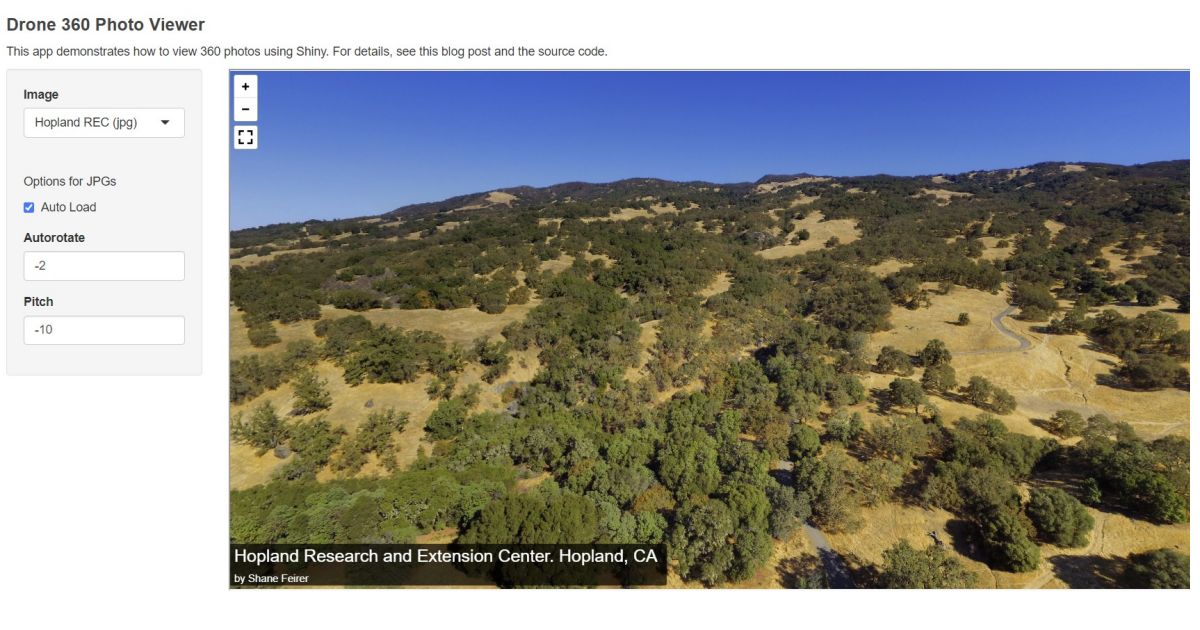 Drone 360 Photo Viewer
This app demonstrates how to view 360 photos using Shiny. For details, see this blog post and the source code.
Image
Hopland REC (jpg)
Options for JPGs
Auto Load
Autorotate
-2
Pitch
-10
+
-
Hopland Research and Extension Center. Hopland, CA
by Shane Feirer